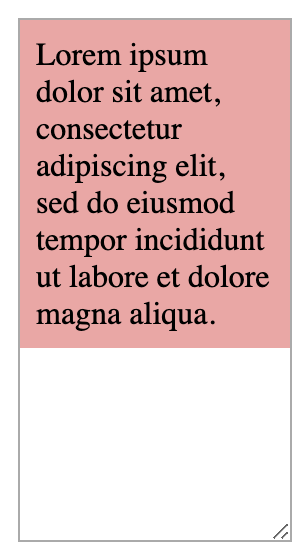 Lorem ipsum
dolor sit amet,
consectetur
adipiscing elit,
sed do eiusmod
tempor incididunt
ut labore et dolore
magna aliqua.